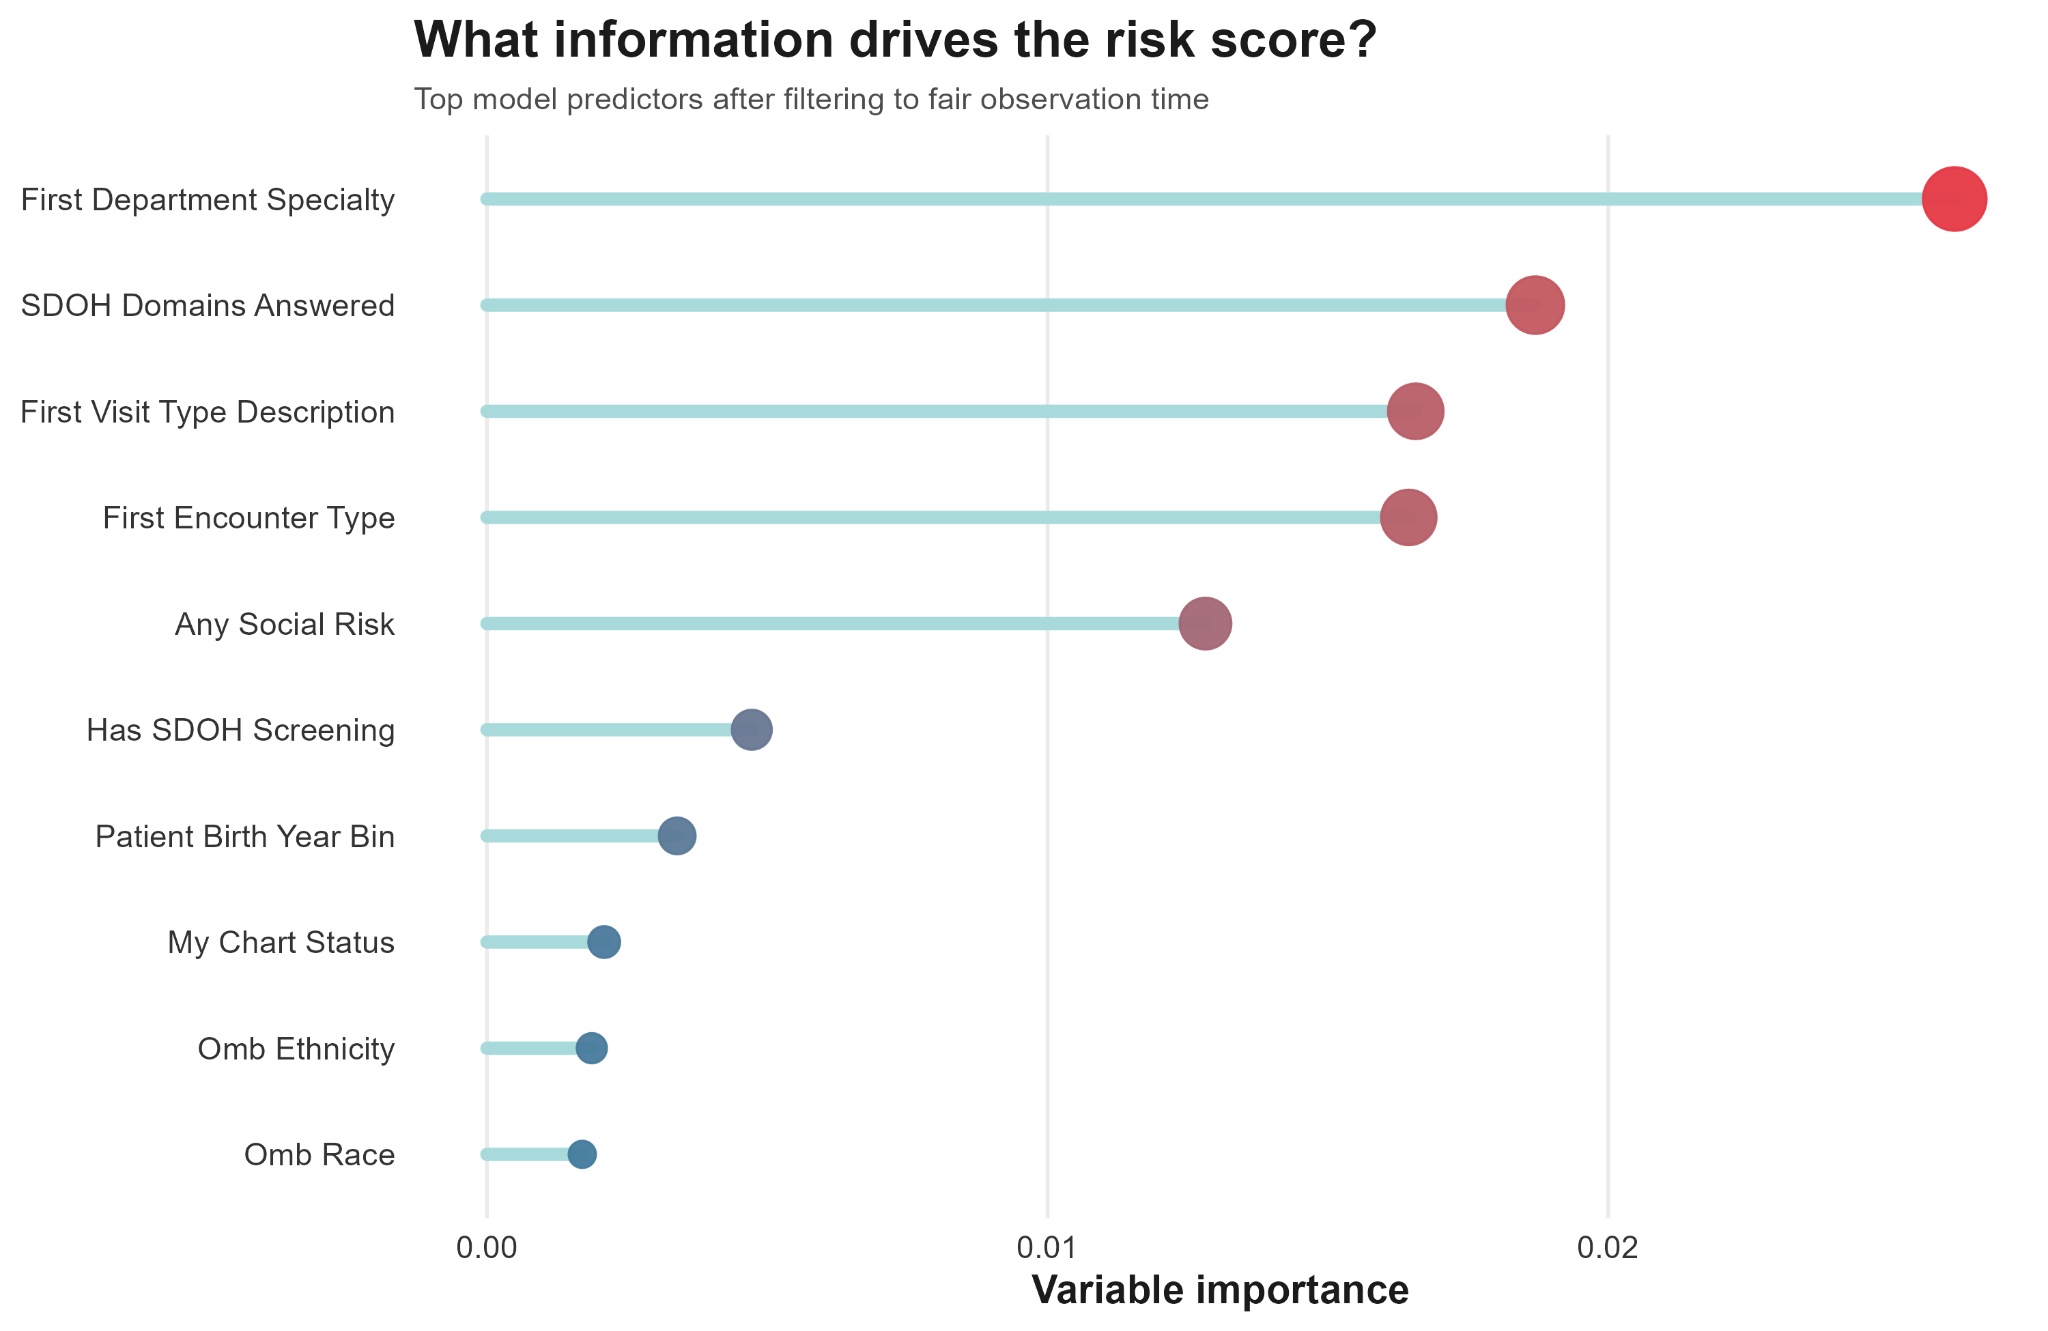 What information drives the risk score?
Top model predictors after filtering to fair observation time
First Department Specialty
SDOH Domains Answered
First Visit Type Description
First Encounter Type
Any Social Risk
Has SDOH Screening
Patient Birth Year Bin
My Chart Status
Omb Ethnicity
Omb Race
0.00 0.01 0.02
Variable importance